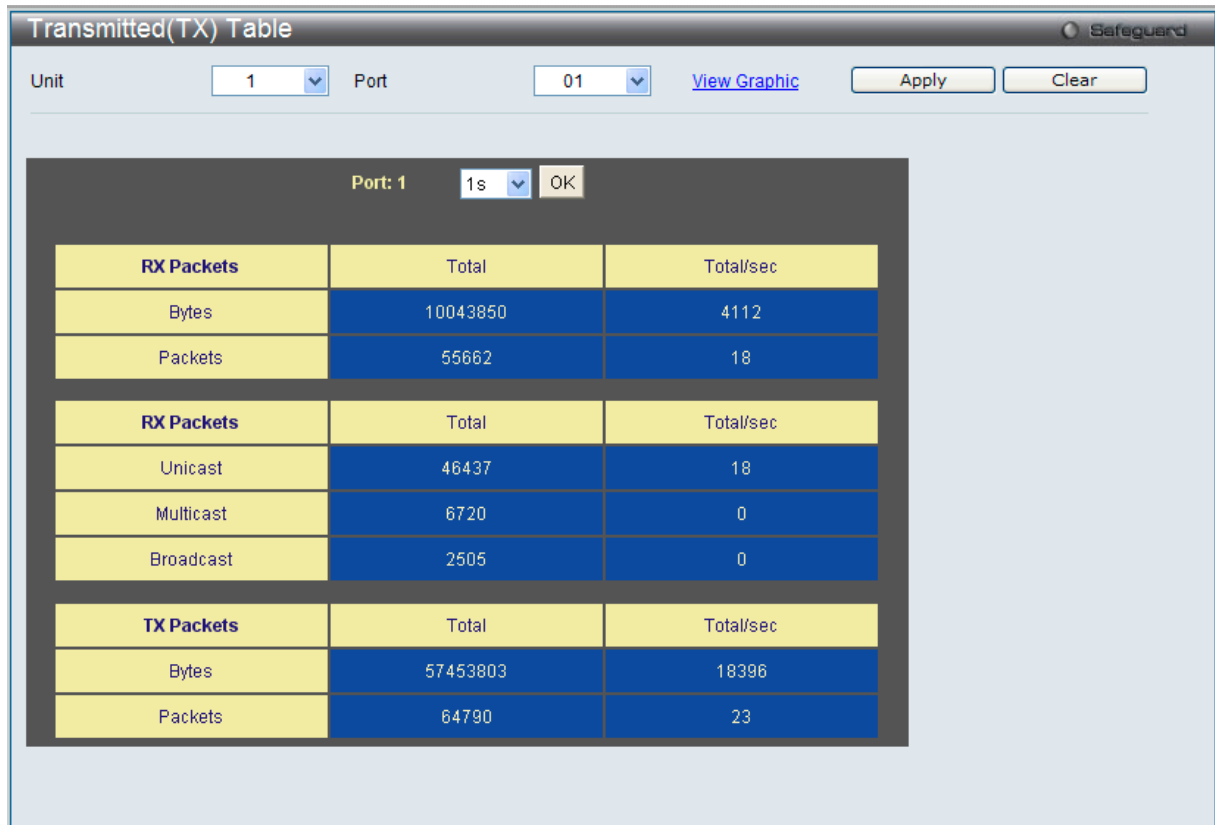 Transmitted(TX) Table Safeguard
Unit 1 Port 01 View Graphic Apply Clear
Port: 1 1s OK
RX Packets Total Total/sec
Bytes 10043850 4112
Packets 55662 18
RX Packets Total Total/sec
Unicast 46437 18
Multicast 6720 0
Broadcast 2505 0
TX Packets Total Total/sec
Bytes 57453803 18396
Packets 64790 23